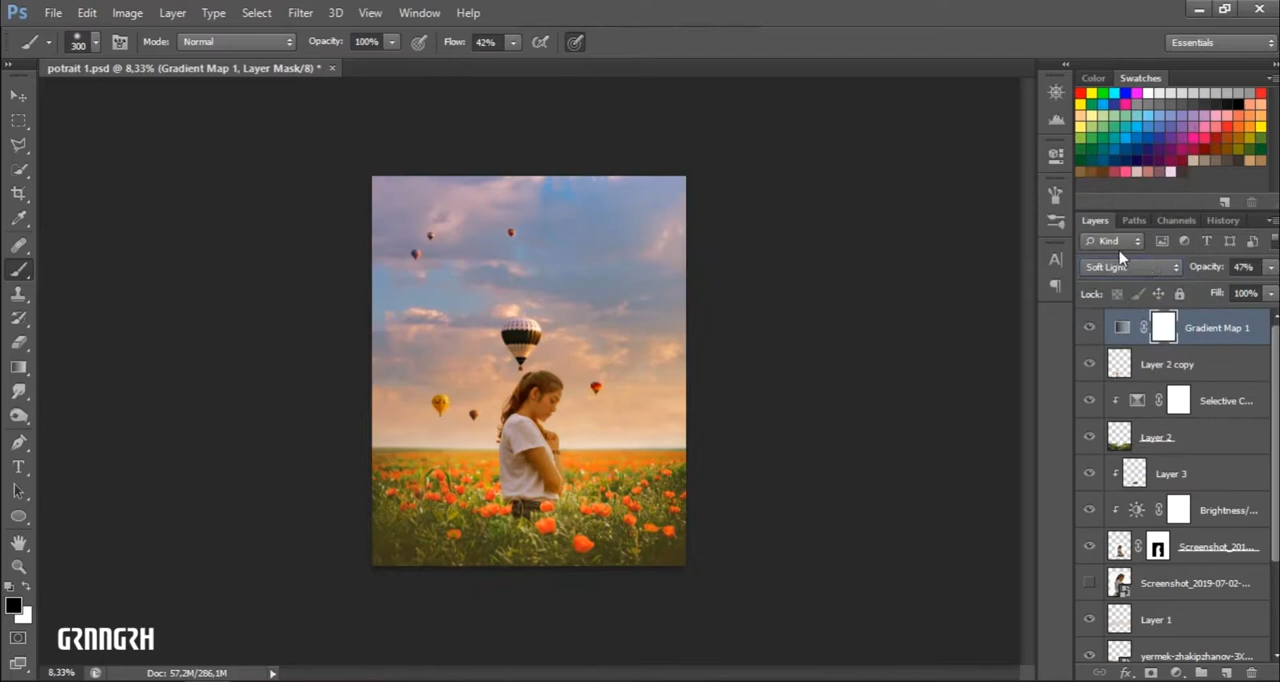 Ps File Edit Image Layer Type Select Filter 3D View Window Help
300 Mode: Normal Opacity: 100% Flow: 42% Essentials
potrait 1.psd @ 8,33% (Gradient Map 1, Layer Mask/8) * ×
Color Swatches
Layers Paths Channels History
Kind
Soft Light Opacity: 47%
Lock: Fill: 100%
Gradient Map 1
Layer 2 copy
Selective C...
Layer 2
Layer 3
Brightness/...
Screenshot_201...
Screenshot_2019-07-02-...
Layer 1
yermek-zhakipzhanov-3X...
GRNNGRH
8,33% Doc: 57,2M/286,1M